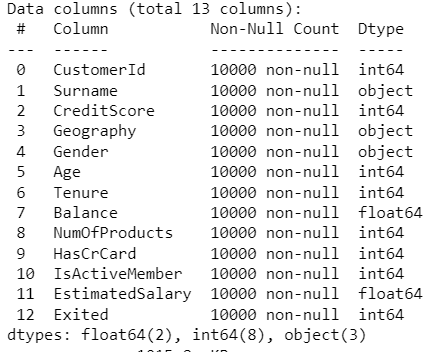 Data columns (total 13 columns):
 #   Column           Non-Null Count  Dtype
---  ------           --------------  -----
 0   CustomerId       10000 non-null  int64
 1   Surname          10000 non-null  object
 2   CreditScore      10000 non-null  int64
 3   Geography        10000 non-null  object
 4   Gender           10000 non-null  object
 5   Age              10000 non-null  int64
 6   Tenure           10000 non-null  int64
 7   Balance          10000 non-null  float64
 8   NumOfProducts    10000 non-null  int64
 9   HasCrCard        10000 non-null  int64
 10  IsActiveMember   10000 non-null  int64
 11  EstimatedSalary  10000 non-null  float64
 12  Exited           10000 non-null  int64
dtypes: float64(2), int64(8), object(3)